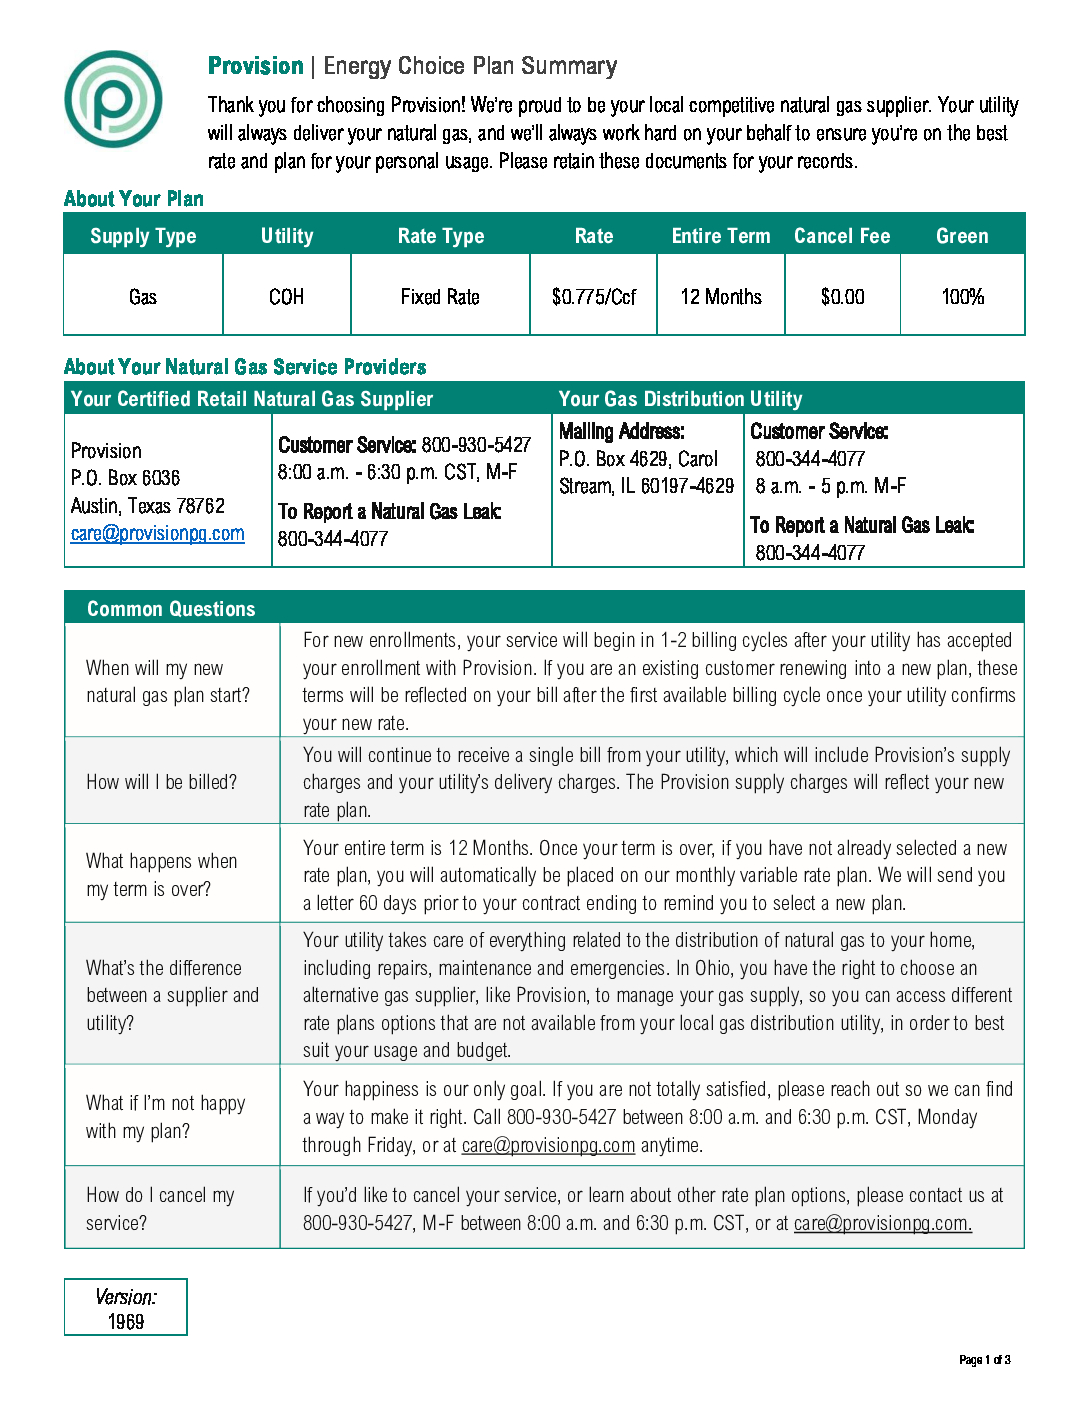 Provision | Energy Choice Plan Summary
Thank you for choosing Provision! We're proud to be your local competitive natural gas supplier. Your utility
will always deliver your natural gas, and we'll always work hard on your behalf to ensure you're on the best
rate and plan for your personal usage. Please retain these documents for your records.
About Your Plan
Supply Type Utility Rate Type Rate Entire Term Cancel Fee Green
Gas COH Fixed Rate $0.775/Ccf 12 Months $0.00 100%
About Your Natural Gas Service Providers
Your Certified Retail Natural Gas Supplier Your Gas Distribution Utility
Provision
P.O. Box 6036
Austin, Texas 78762
care@provisionpg.com
Customer Service: 800-930-5427
8:00 a.m. - 6:30 p.m. CST, M-F
To Report a Natural Gas Leak:
800-344-4077
Mailing Address:
P.O. Box 4629, Carol
Stream, IL 60197-4629
Customer Service:
800-344-4077
8 a.m. - 5 p.m. M-F
To Report a Natural Gas Leak:
800-344-4077
Common Questions
When will my new
natural gas plan start?
For new enrollments, your service will begin in 1-2 billing cycles after your utility has accepted
your enrollment with Provision. If you are an existing customer renewing into a new plan, these
terms will be reflected on your bill after the first available billing cycle once your utility confirms
your new rate.
How will I be billed?
You will continue to receive a single bill from your utility, which will include Provision's supply
charges and your utility's delivery charges. The Provision supply charges will reflect your new
rate plan.
What happens when
my term is over?
Your entire term is 12 Months. Once your term is over, if you have not already selected a new
rate plan, you will automatically be placed on our monthly variable rate plan. We will send you
a letter 60 days prior to your contract ending to remind you to select a new plan.
What's the difference
between a supplier and
utility?
Your utility takes care of everything related to the distribution of natural gas to your home,
including repairs, maintenance and emergencies. In Ohio, you have the right to choose an
alternative gas supplier, like Provision, to manage your gas supply, so you can access different
rate plans options that are not available from your local gas distribution utility, in order to best
suit your usage and budget.
What if I'm not happy
with my plan?
Your happiness is our only goal. If you are not totally satisfied, please reach out so we can find
a way to make it right. Call 800-930-5427 between 8:00 a.m. and 6:30 p.m. CST, Monday
through Friday, or at care@provisionpg.com anytime.
How do I cancel my
service?
If you'd like to cancel your service, or learn about other rate plan options, please contact us at
800-930-5427, M-F between 8:00 a.m. and 6:30 p.m. CST, or at care@provisionpg.com.
Version:
1969
Page 1 of 3